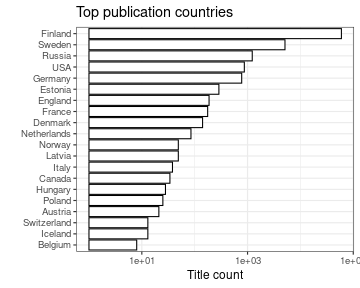 Top publication countries
Finland
Sweden
Russia
USA
Germany
Estonia
England
France
Denmark
Netherlands
Norway
Latvia
Italy
Canada
Hungary
Poland
Austria
Switzerland
Iceland
Belgium
1e+01 1e+03
Title count